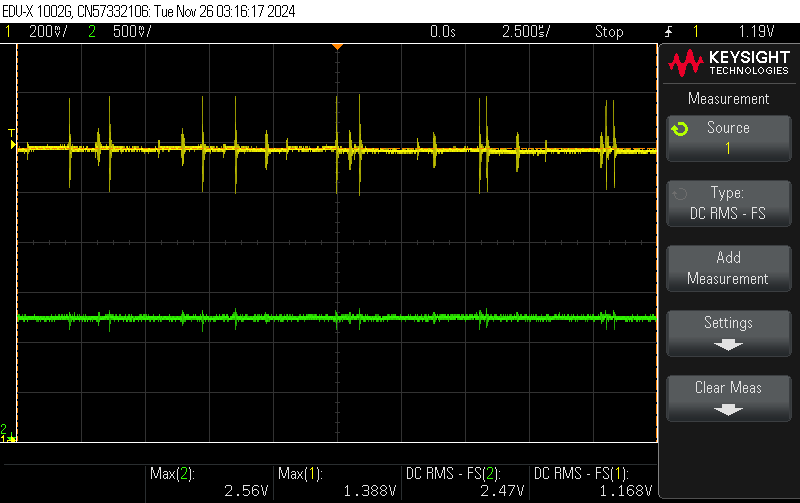 EDU-X 1002G, CN57332106: Tue Nov 26 03:16:17 2024
1 200♈/ 2 500♈/ 0.0s 2.500♉/ Stop 1 1.19V
KEYSIGHT
TECHNOLOGIES
Measurement
Source
1
Type:
DC RMS - FS
Add
Measurement
Settings
Clear Meas
T
2
1
Max(2): Max(1): DC RMS - FS(2): DC RMS - FS(1):
2.56V 1.388V 2.47V 1.168V